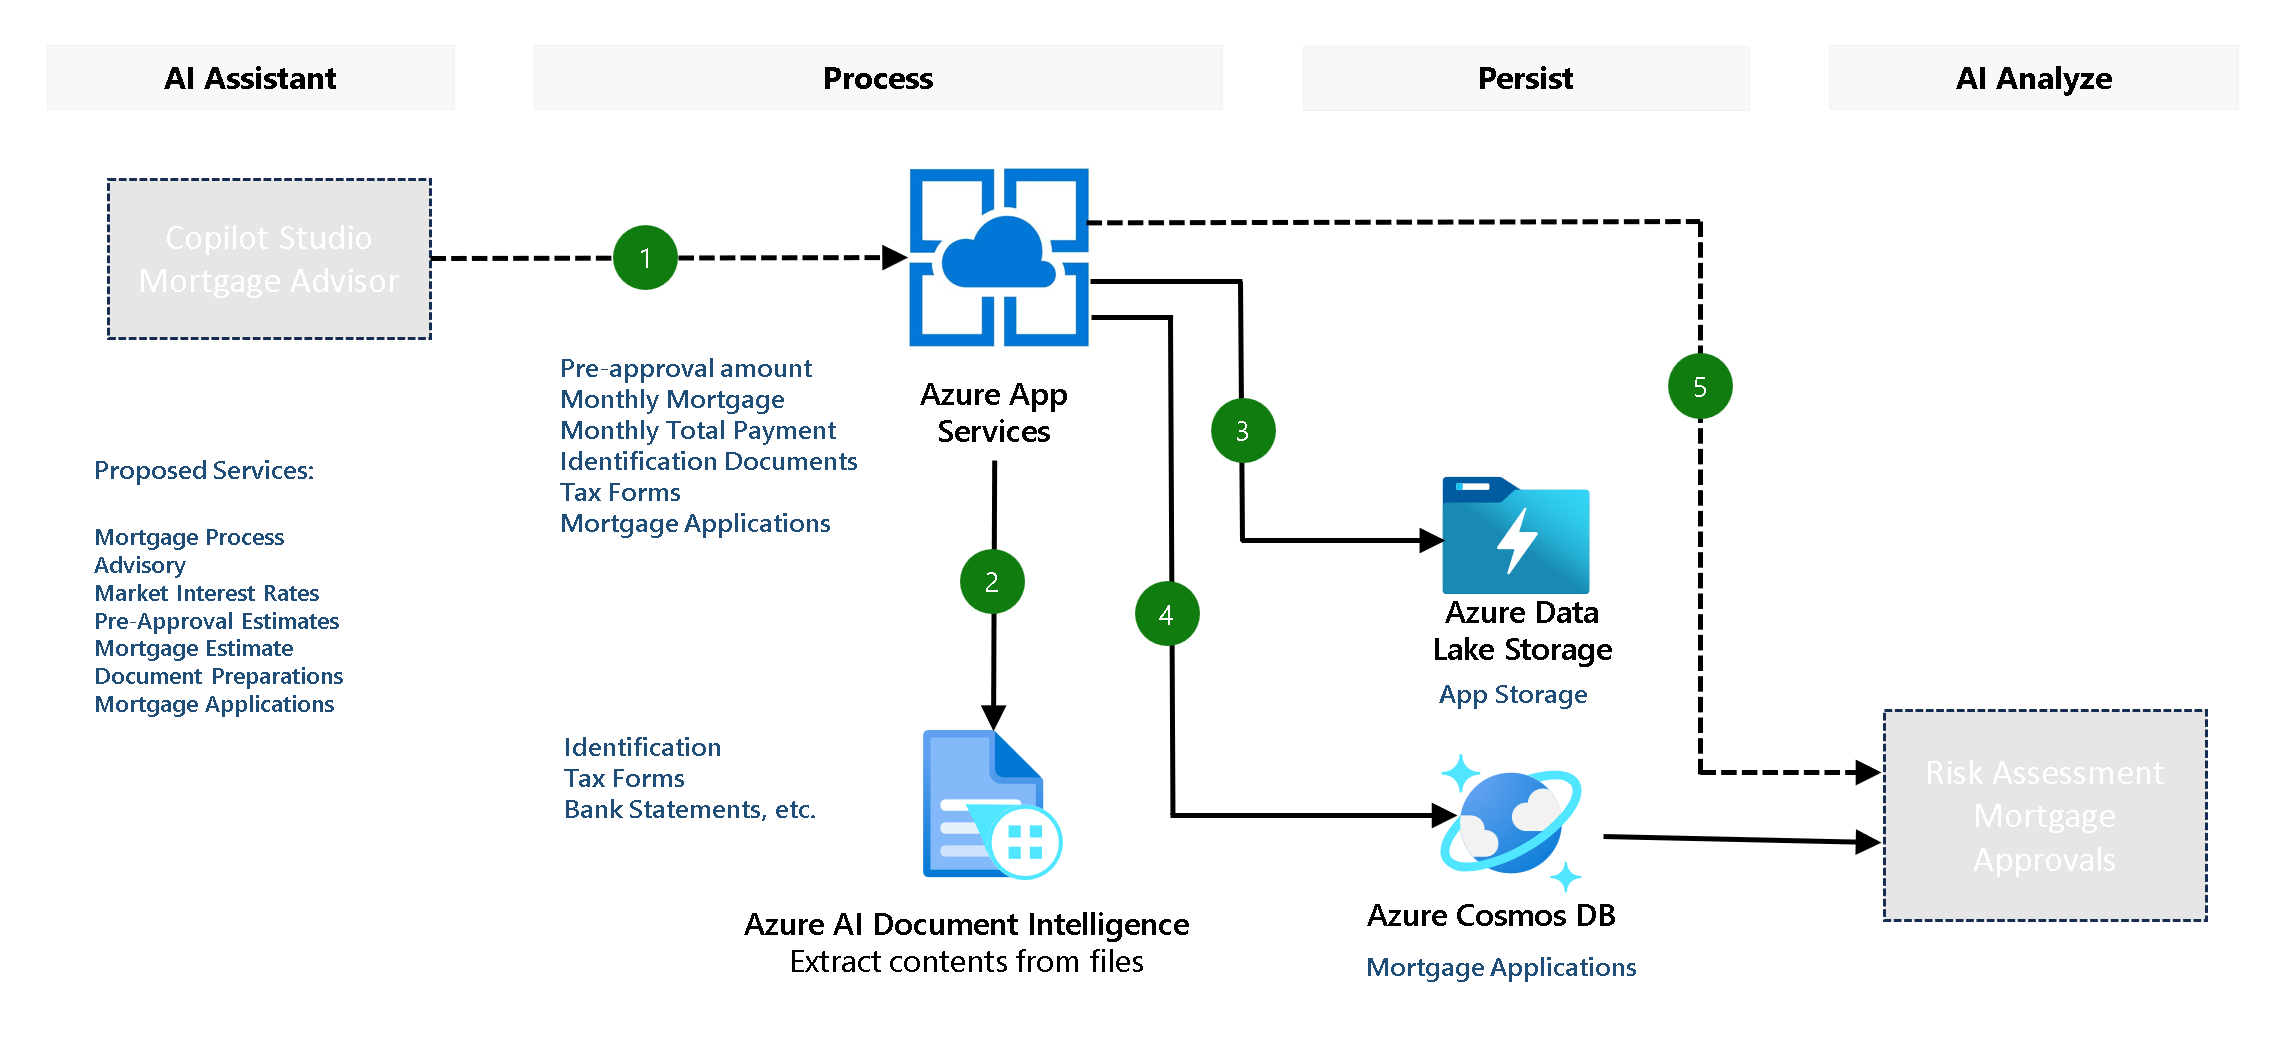 AI Assistant
Process
Persist
AI Analyze
Copilot Studio
Mortgage Advisor
1
Pre-approval amount
Monthly Mortgage
Monthly Total Payment
Identification Documents
Tax Forms
Mortgage Applications
Azure App
Services
Proposed Services:
Mortgage Process
Advisory
Market Interest Rates
Pre-Approval Estimates
Mortgage Estimate
Document Preparations
Mortgage Applications
2
3
4
5
Identification
Tax Forms
Bank Statements, etc.
Azure AI Document Intelligence
Extract contents from files
Azure Data
Lake Storage
App Storage
Azure Cosmos DB
Mortgage Applications
Risk Assessment
Mortgage
Approvals